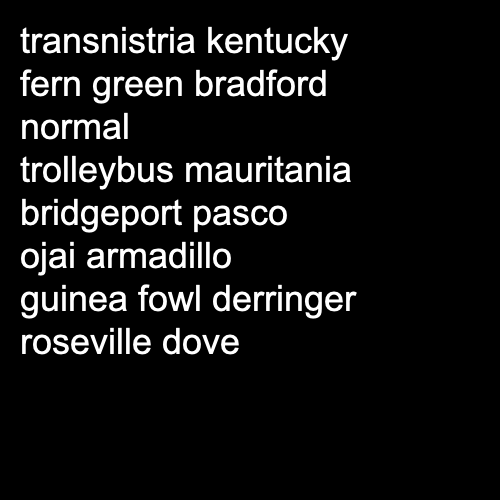 transnistria kentucky
fern green bradford
normal
trolleybus mauritania
bridgeport pasco
ojai armadillo
guinea fowl derringer
roseville dove